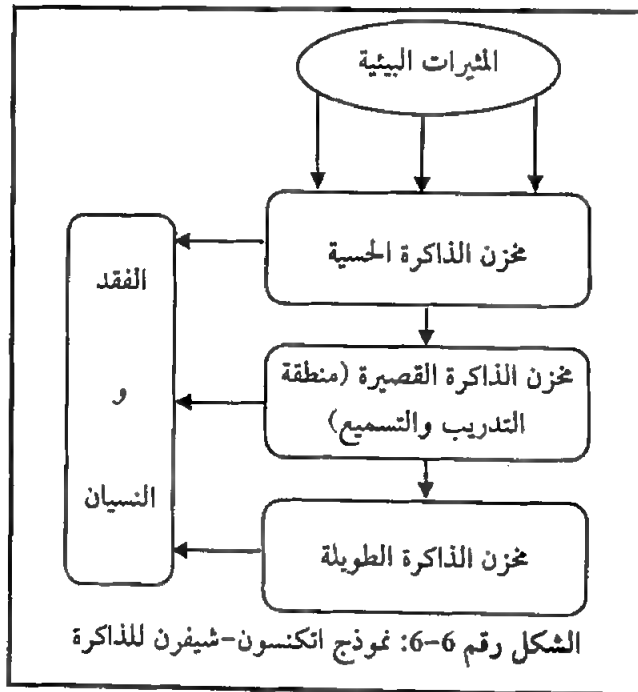 المثيرات البيئية
مخزن الذاكرة الحسية
مخزن الذاكرة القصيرة (منطقة
التدريب والتسميع)
مخزن الذاكرة الطويلة
الفقد
و
النسيان
الشكل رقم 6-6: نموذج اتكنسون-شيفرن للذاكرة